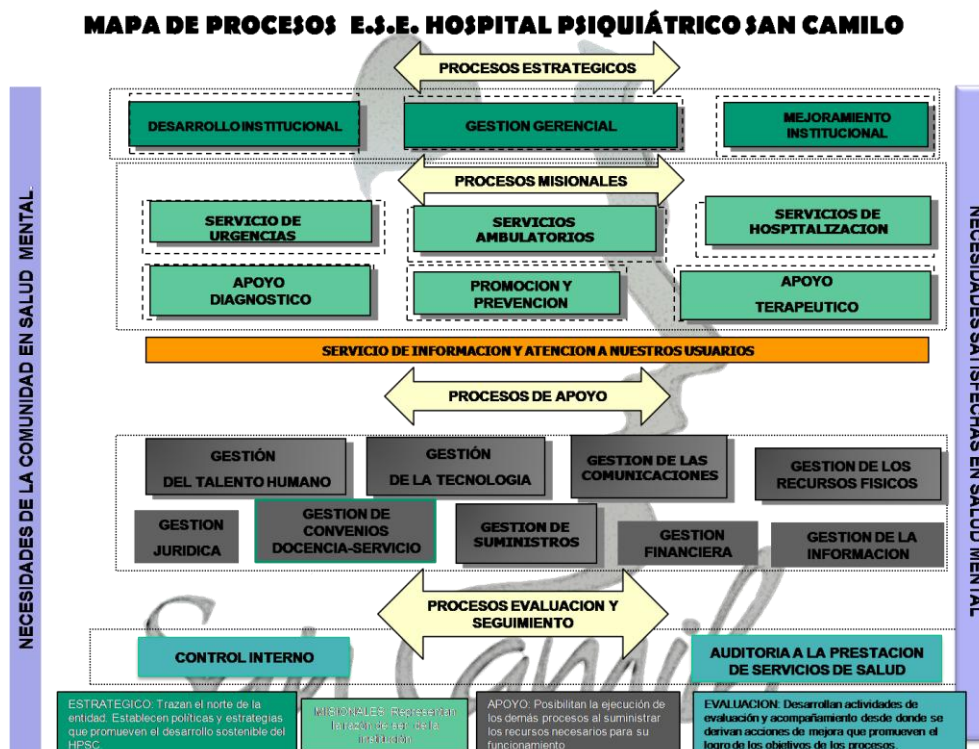 MAPA DE PROCESOS E.S.E. HOSPITAL PSIQUIÁTRICO SAN CAMILO
PROCESOS ESTRATEGICOS
DESARROLLO INSTITUCIONAL
GESTION GERENCIAL
MEJORAMIENTO
INSTITUCIONAL
PROCESOS MISIONALES
SERVICIO DE
URGENCIAS
SERVICIOS
AMBULATORIOS
SERVICIOS DE
HOSPITALIZACION
APOYO
DIAGNOSTICO
PROMOCION Y
PREVENCION
APOYO
TERAPEUTICO
SERVICIO DE INFORMACION Y ATENCION A NUESTROS USUARIOS
PROCESOS DE APOYO
GESTIÓN
DEL TALENTO HUMANO
GESTIÓN
DE LA TECNOLOGIA
GESTION DE LAS
COMUNICACIONES
GESTION DE LOS
RECURSOS FISICOS
GESTION
JURIDICA
GESTION DE
CONVENIOS
DOCENCIA-SERVICIO
GESTION DE
SUMINISTROS
GESTION
FINANCIERA
GESTION DE LA
INFORMACION
PROCESOS EVALUACION Y
SEGUIMIENTO
CONTROL INTERNO
AUDITORIA A LA PRESTACION
DE SERVICIOS DE SALUD
NECESIDADES DE LA COMUNIDAD EN SALUD MENTAL
NECESIDADES SATISFECHAS EN SALUD MENTAL
San Camilo
ESTRATEGICO: Trazan el norte de la
entidad. Establecen políticas y estrategias
que promueven el desarrollo sostenible del
HPSC
MISIONALES: Representan
la razón de ser de la
institución
APOYO: Posibilitan la ejecución de
los demás procesos al suministrar
los recursos necesarios para su
funcionamiento
EVALUACION: Desarrollan actividades de
evaluación y acompañamiento desde donde se
derivan acciones de mejora que promueven el
logro de los objetivos de los procesos